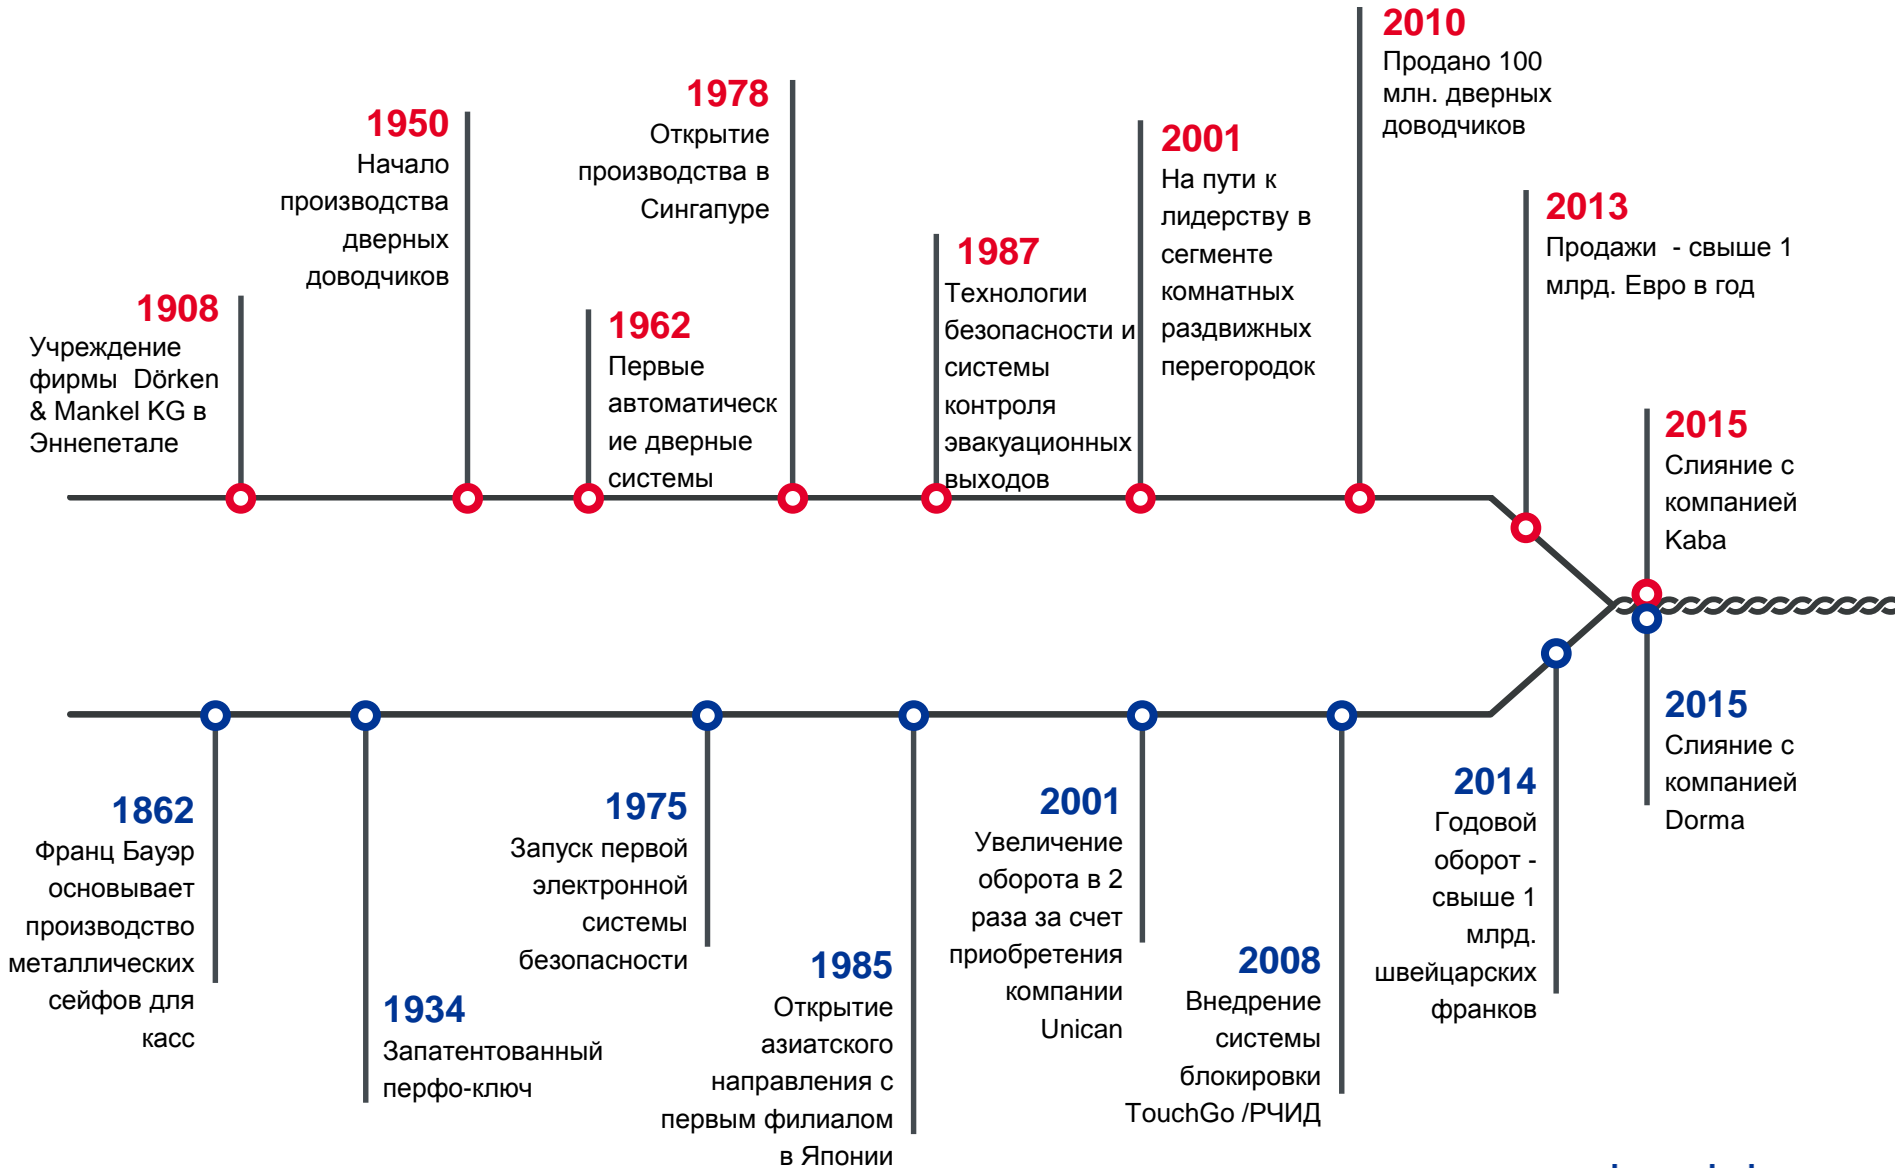 1908
Учреждение
фирмы Dörken
& Mankel KG в
Эннепетале
1950
Начало
производства
дверных
доводчиков
1962
Первые
автоматическ
ие дверные
системы
1978
Открытие
производства в
Сингапуре
1987
Технологии
безопасности и
системы
контроля
эвакуационных
выходов
2001
На пути к
лидерству в
сегменте
комнатных
раздвижных
перегородок
2010
Продано 100
млн. дверных
доводчиков
2013
Продажи - свыше 1
млрд. Евро в год
2015
Слияние с
компанией
Kaba
1862
Франц Бауэр
основывает
производство
металлических
сейфов для
касс
1934
Запатентованный
перфо-ключ
1975
Запуск первой
электронной
системы
безопасности
1985
Открытие
азиатского
направления с
первым филиалом
в Японии
2001
Увеличение
оборота в 2
раза за счет
приобретения
компании
Unican
2008
Внедрение
системы
блокировки
TouchGo /РЧИД
2014
Годовой
оборот -
свыше 1
млрд.
швейцарских
франков
2015
Слияние с
компанией
Dorma